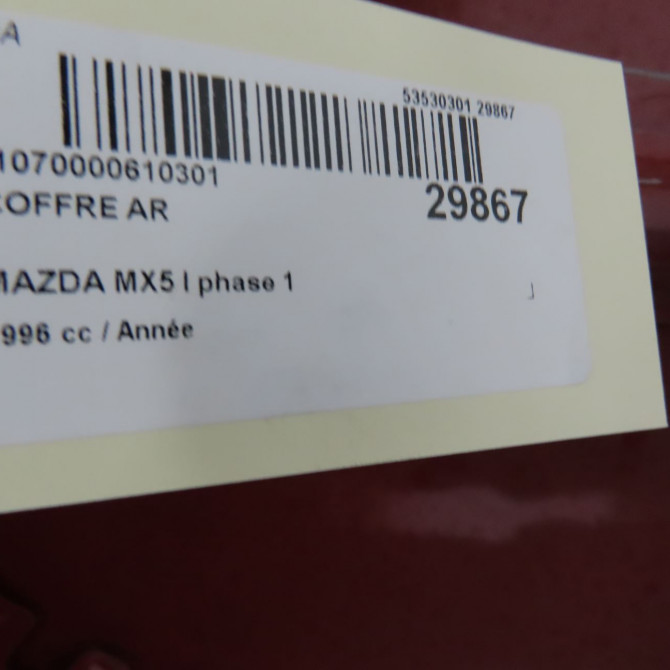 A
53530301 29867
1070000610301
COFFRE AR
29867
MAZDA MX5 I phase 1
996 cc / Année